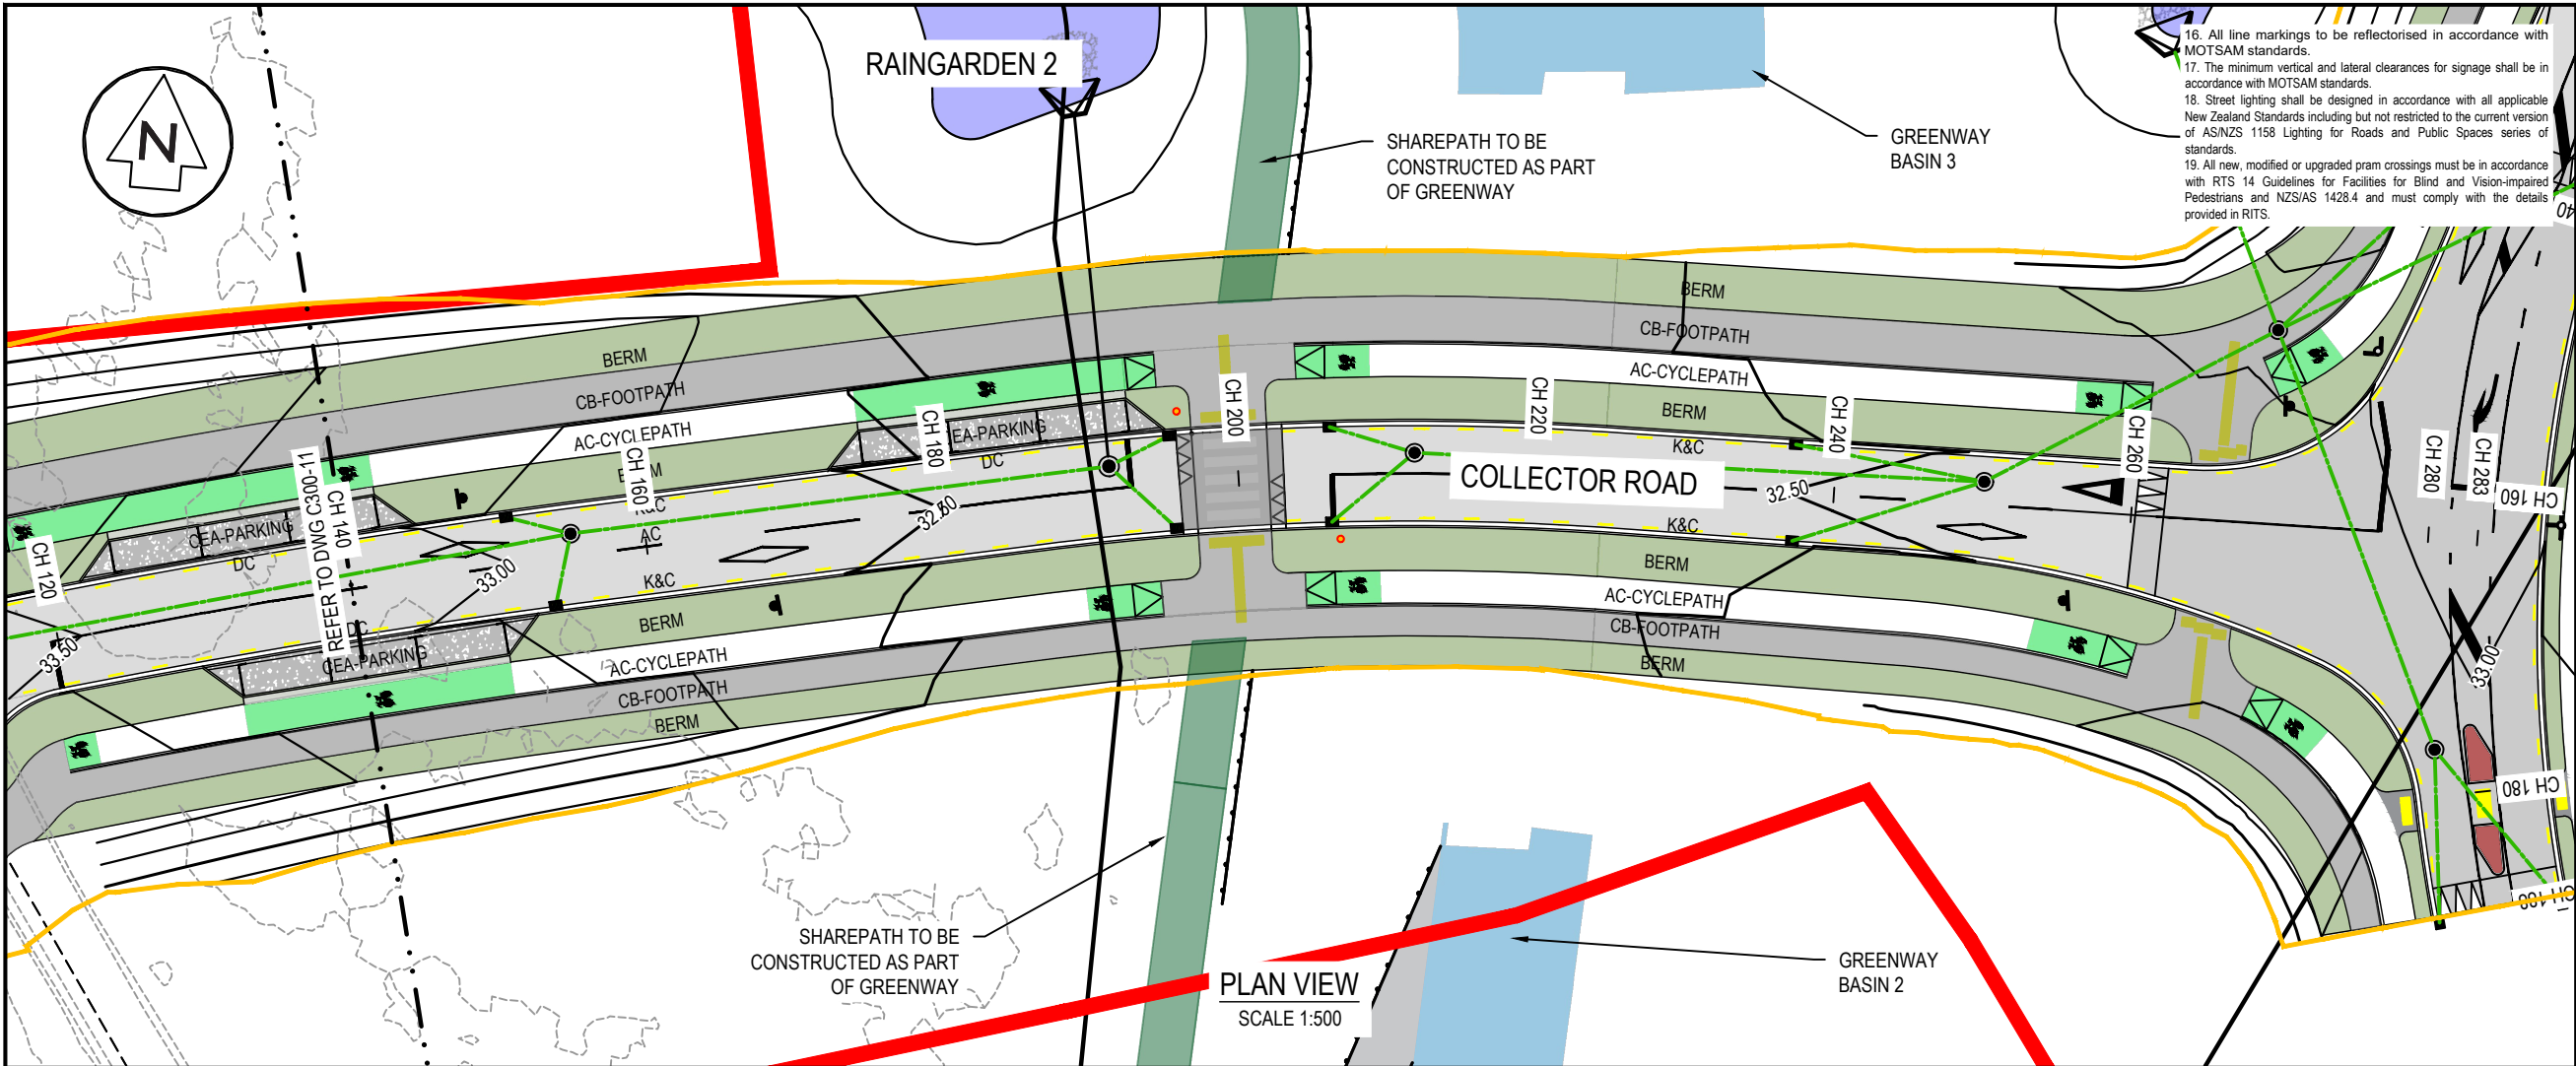 N
RAINGARDEN 2
SHAREPATH TO BE
CONSTRUCTED AS PART
OF GREENWAY
GREENWAY
BASIN 3
16. All line markings to be reflectorised in accordance with
MOTSAM standards.
17. The minimum vertical and lateral clearances for signage shall be in
accordance with MOTSAM standards.
18. Street lighting shall be designed in accordance with all applicable
New Zealand Standards including but not restricted to the current version
of AS/NZS 1158 Lighting for Roads and Public Spaces series of
standards.
19. All new, modified or upgraded pram crossings must be in accordance
with RTS 14 Guidelines for Facilities for Blind and Vision-impaired
Pedestrians and NZS/AS 1428.4 and must comply with the details
provided in RITS.
BERM
CB-FOOTPATH
AC-CYCLEPATH
BERM
CEA-PARKING
DC
CH 120
33.50
REFER TO DWG C300-11
CH 140
DC
CEA-PARKING
CH 160
K&C
AC
33.00
K&C
BERM
AC-CYCLEPATH
CB-FOOTPATH
BERM
CH 180
EA-PARKING
DC
32.50
CH 200
BERM
CB-FOOTPATH
AC-CYCLEPATH
BERM
CH 220
K&C
COLLECTOR ROAD
CH 240
32.50
K&C
BERM
AC-CYCLEPATH
CB-FOOTPATH
BERM
CH 260
CH 280
CH 283
CH 160
33.00
CH 180
40
SHAREPATH TO BE
CONSTRUCTED AS PART
OF GREENWAY
GREENWAY
BASIN 2
PLAN VIEW
SCALE 1:500